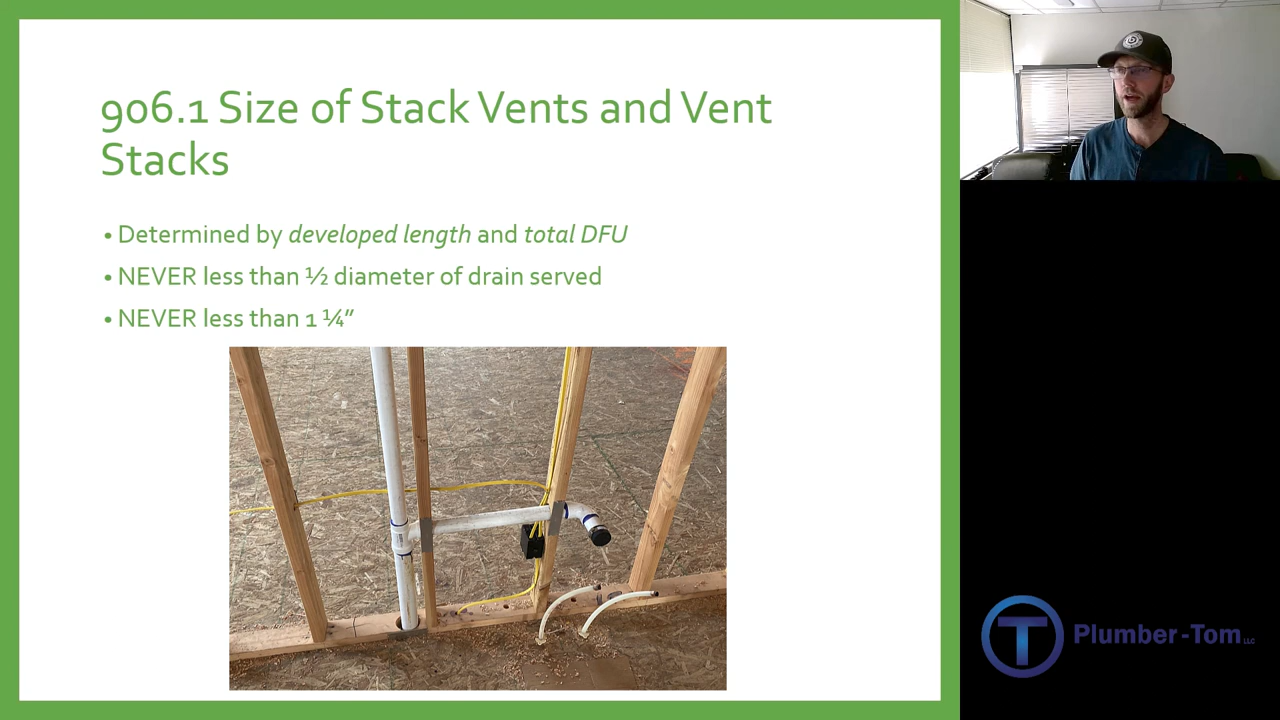 906.1 Size of Stack Vents and Vent
Stacks
• Determined by developed length and total DFU
• NEVER less than ½ diameter of drain served
• NEVER less than 1 ¼”
T Plumber-Tom LLC